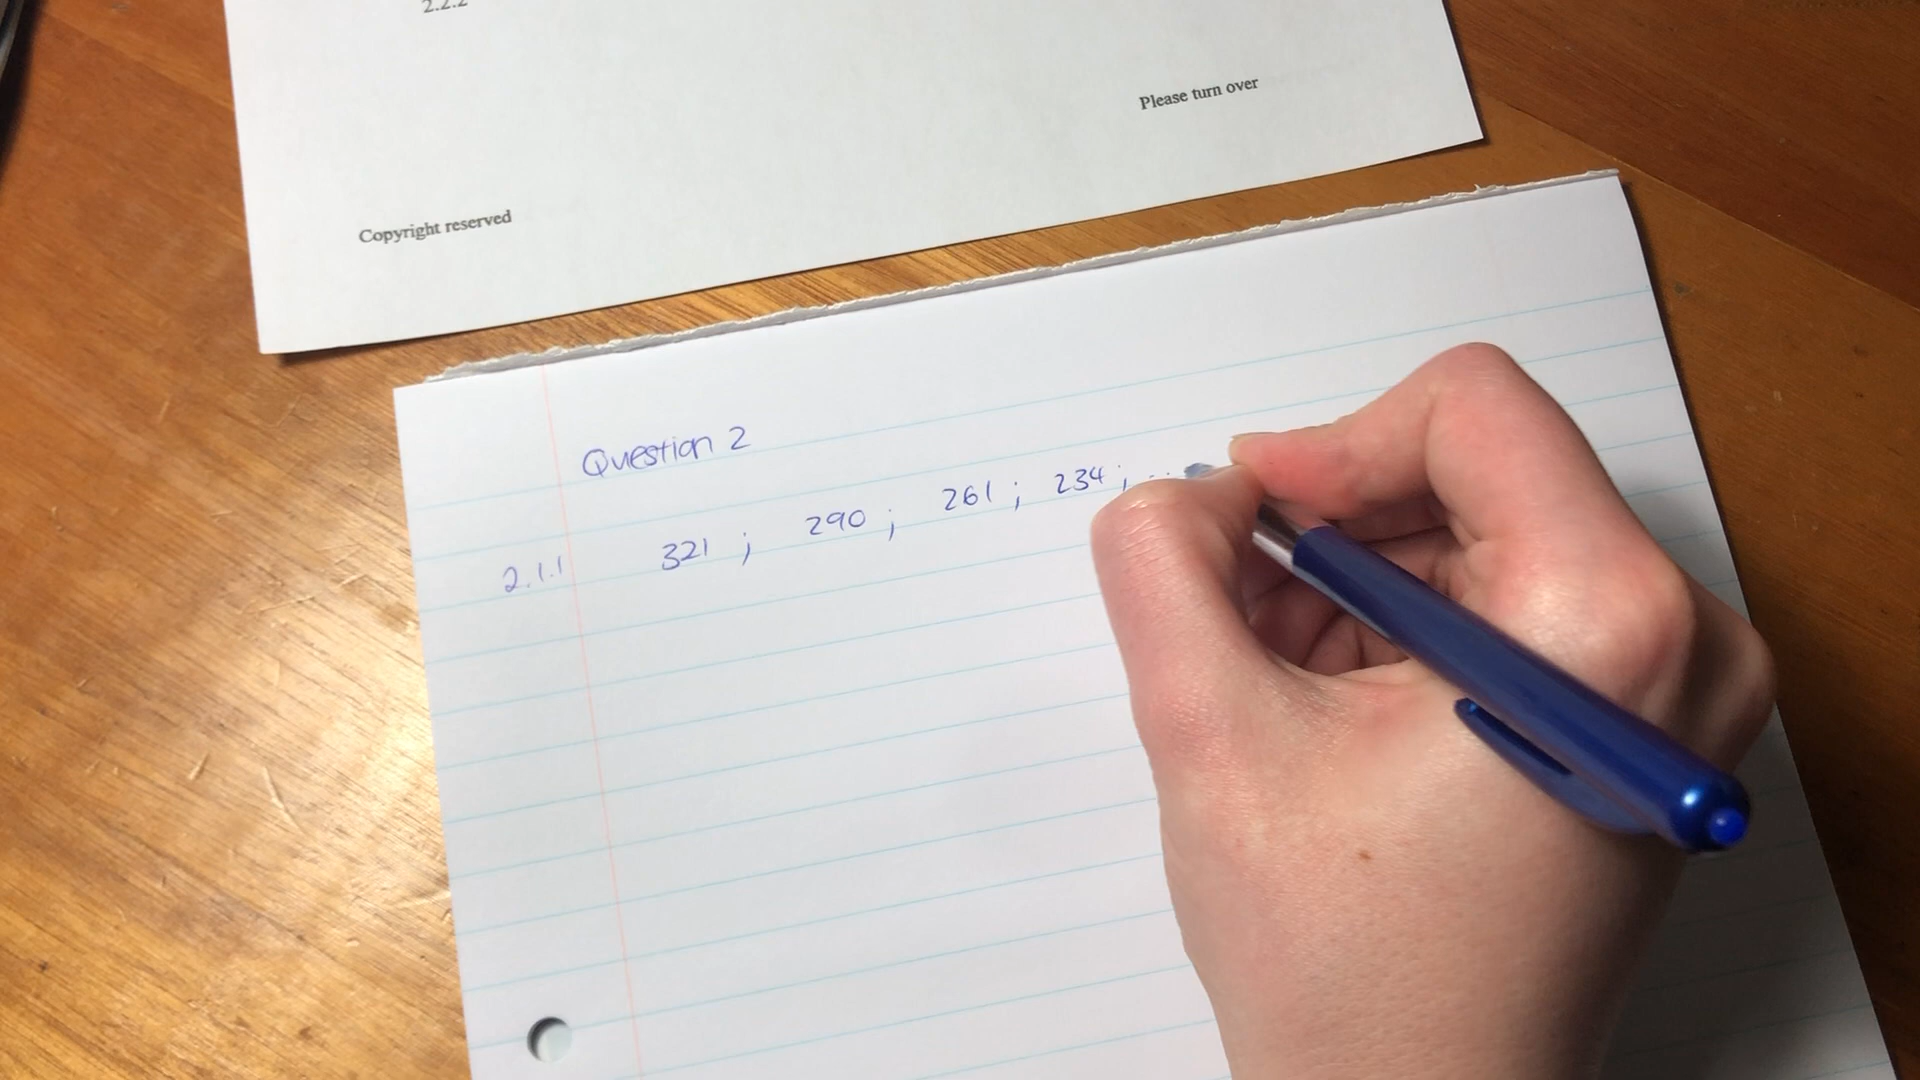 2.2.2
Please turn over
Copyright reserved
Question 2
2.1.1 321 ; 290 ; 261 ; 234 ; ...